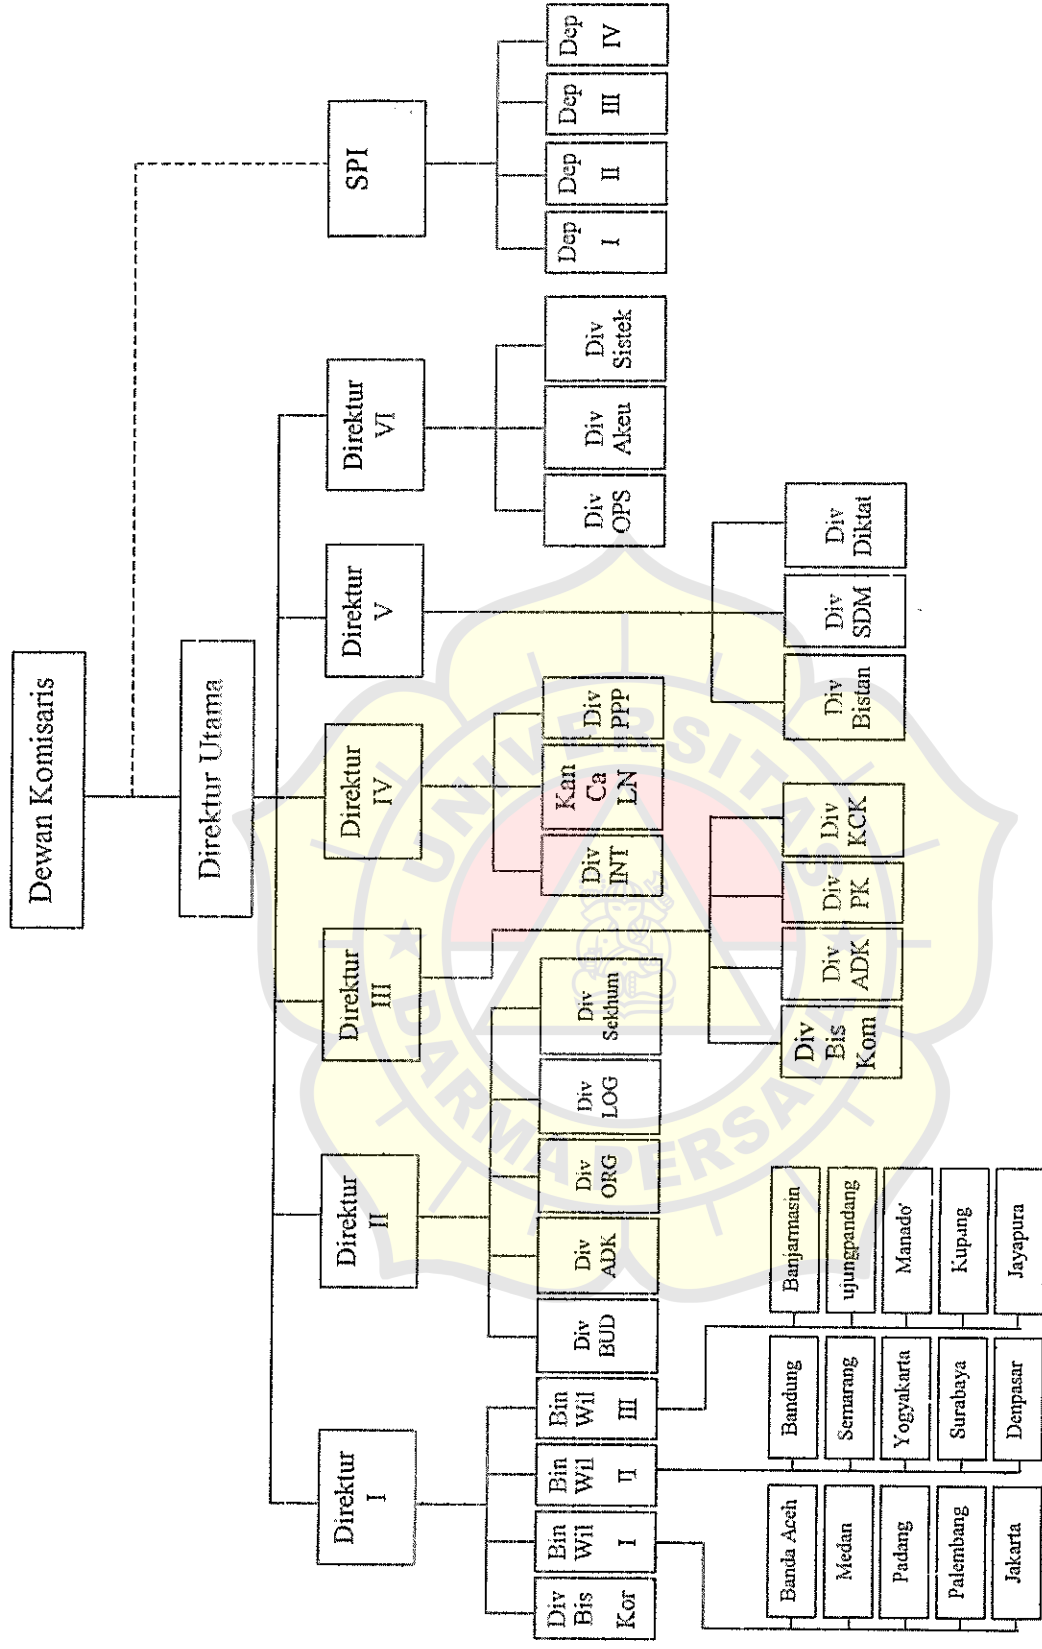 Dewan Komisaris
Direktur Utama
Direktur
I
Direktur
II
Direktur
III
Direktur
IV
Direktur
V
Direktur
VI
SPI
Div
Bis
Kor
Bin
Wil
I
Bin
Wil
II
Bin
Wil
III
Div
BUD
Div
ADK
Div
ORG
Div
LOG
Div
Sekhum
Div
INT
Kan
Ca
LN
Div
PPP
Div
OPS
Div
Akeu
Div
Sistek
Dep
I
Dep
II
Dep
III
Dep
IV
Div
Bis
Kom
Div
ADK
Div
PK
Div
KCK
Div
Bistan
Div
SDM
Div
Diktat
Banda Aceh
Medan
Padang
Palembang
Jakarta
Bandung
Semarang
Yogyakarta
Surabaya
Denpasar
Banjarmasin
ujungpandang
Manado'
Kupang
Jayapura
UNIVERSITAS
DARMA PERSADA